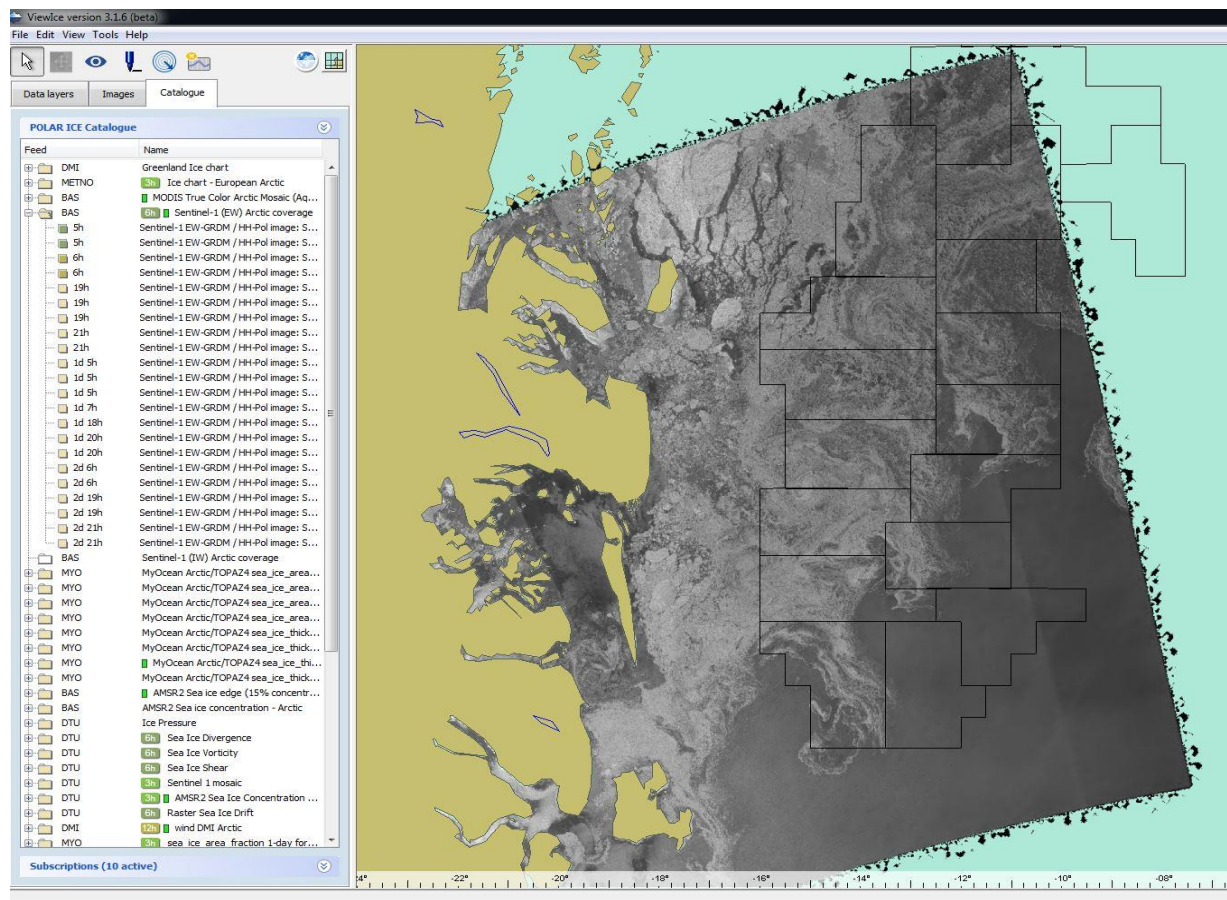 ViewIce version 3.1.6 (beta)
File Edit View Tools Help
Data layers Images Catalogue
POLAR ICE Catalogue
Feed Name
DMI Greenland Ice chart
METNO 3h Ice chart - European Arctic
BAS MODIS True Color Arctic Mosaic (Aq...
BAS 6h Sentinel-1 (EW) Arctic coverage
5h Sentinel-1 EW-GRDM / HH-Pol image: S...
5h Sentinel-1 EW-GRDM / HH-Pol image: S...
6h Sentinel-1 EW-GRDM / HH-Pol image: S...
6h Sentinel-1 EW-GRDM / HH-Pol image: S...
19h Sentinel-1 EW-GRDM / HH-Pol image: S...
19h Sentinel-1 EW-GRDM / HH-Pol image: S...
19h Sentinel-1 EW-GRDM / HH-Pol image: S...
21h Sentinel-1 EW-GRDM / HH-Pol image: S...
21h Sentinel-1 EW-GRDM / HH-Pol image: S...
1d 5h Sentinel-1 EW-GRDM / HH-Pol image: S...
1d 5h Sentinel-1 EW-GRDM / HH-Pol image: S...
1d 5h Sentinel-1 EW-GRDM / HH-Pol image: S...
1d 7h Sentinel-1 EW-GRDM / HH-Pol image: S...
1d 18h Sentinel-1 EW-GRDM / HH-Pol image: S...
1d 20h Sentinel-1 EW-GRDM / HH-Pol image: S...
1d 20h Sentinel-1 EW-GRDM / HH-Pol image: S...
2d 6h Sentinel-1 EW-GRDM / HH-Pol image: S...
2d 6h Sentinel-1 EW-GRDM / HH-Pol image: S...
2d 19h Sentinel-1 EW-GRDM / HH-Pol image: S...
2d 19h Sentinel-1 EW-GRDM / HH-Pol image: S...
2d 21h Sentinel-1 EW-GRDM / HH-Pol image: S...
2d 21h Sentinel-1 EW-GRDM / HH-Pol image: S...
BAS Sentinel-1 (IW) Arctic coverage
MYO MyOcean Arctic/TOPAZ4 sea_ice_area...
MYO MyOcean Arctic/TOPAZ4 sea_ice_area...
MYO MyOcean Arctic/TOPAZ4 sea_ice_area...
MYO MyOcean Arctic/TOPAZ4 sea_ice_area...
MYO MyOcean Arctic/TOPAZ4 sea_ice_thick...
MYO MyOcean Arctic/TOPAZ4 sea_ice_thick...
MYO MyOcean Arctic/TOPAZ4 sea_ice_thi...
MYO MyOcean Arctic/TOPAZ4 sea_ice_thick...
BAS AMSR2 Sea ice edge (15% concentr...
BAS AMSR2 Sea ice concentration - Arctic
DTU Ice Pressure
DTU 6h Sea Ice Divergence
DTU 6h Sea Ice Vorticity
DTU 6h Sea Ice Shear
DTU 3h Sentinel 1 mosaic
DTU 3h AMSR2 Sea Ice Concentration ...
DTU 6h Raster Sea Ice Drift
DMI 12h wind DMI Arctic
MYO 3h sea_ice_area_fraction 1-day for...
Subscriptions (10 active)
4° -22° -20° -18° -16° -14° -12° -10° -08°